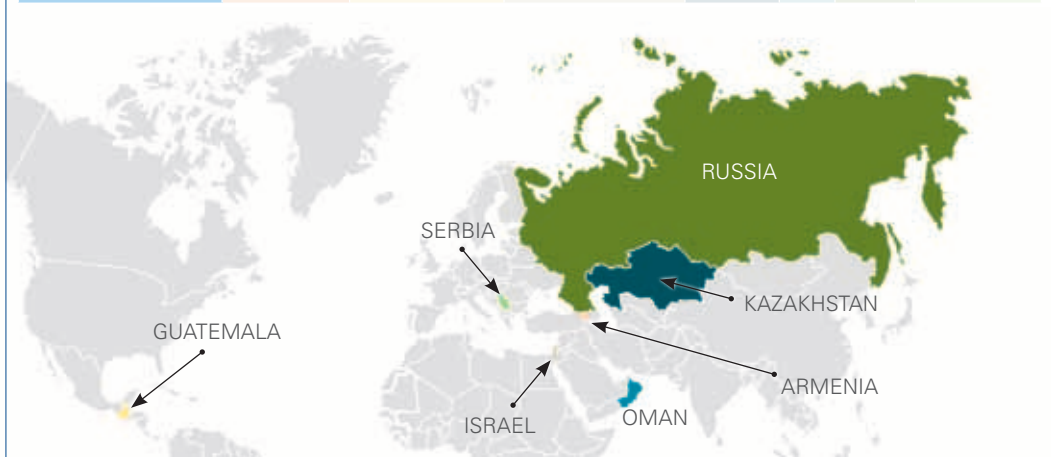 RUSSIA
SERBIA
KAZAKHSTAN
GUATEMALA
ARMENIA
ISRAEL
OMAN